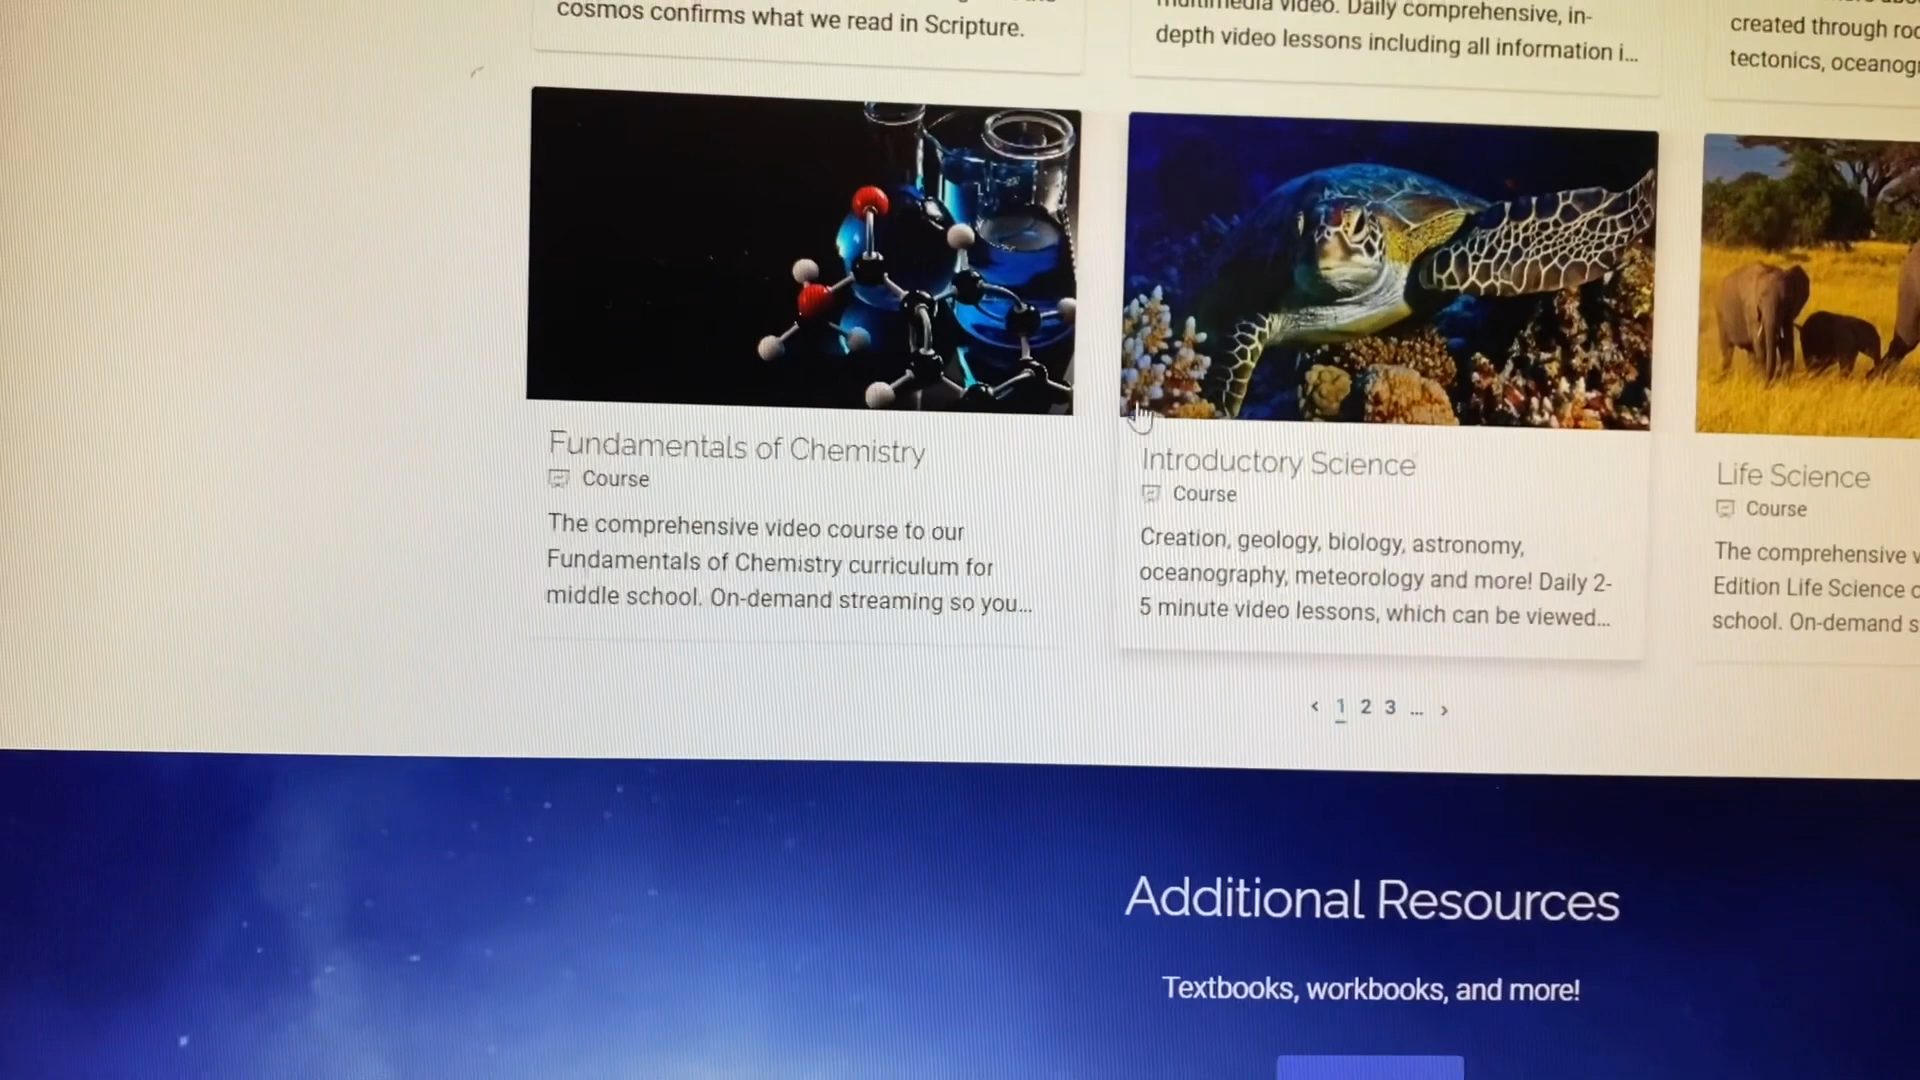 cosmos confirms what we read in Scripture.
multimedia video. Daily comprehensive, in-
depth video lessons including all information i...
created through
tectonics,
Fundamentals of Chemistry
Course
The comprehensive video course to our
Fundamentals of Chemistry curriculum for
middle school. On-demand streaming so you...
Introductory Science
Course
Creation, geology, biology, astronomy,
oceanography, meteorology and more! Daily 2-
5 minute video lessons, which can be viewed...
Life Science
Course
The comprehensive
Edition Life Science
school. On-demand
< 1 2 3 ... >
Additional Resources
Textbooks, workbooks, and more!